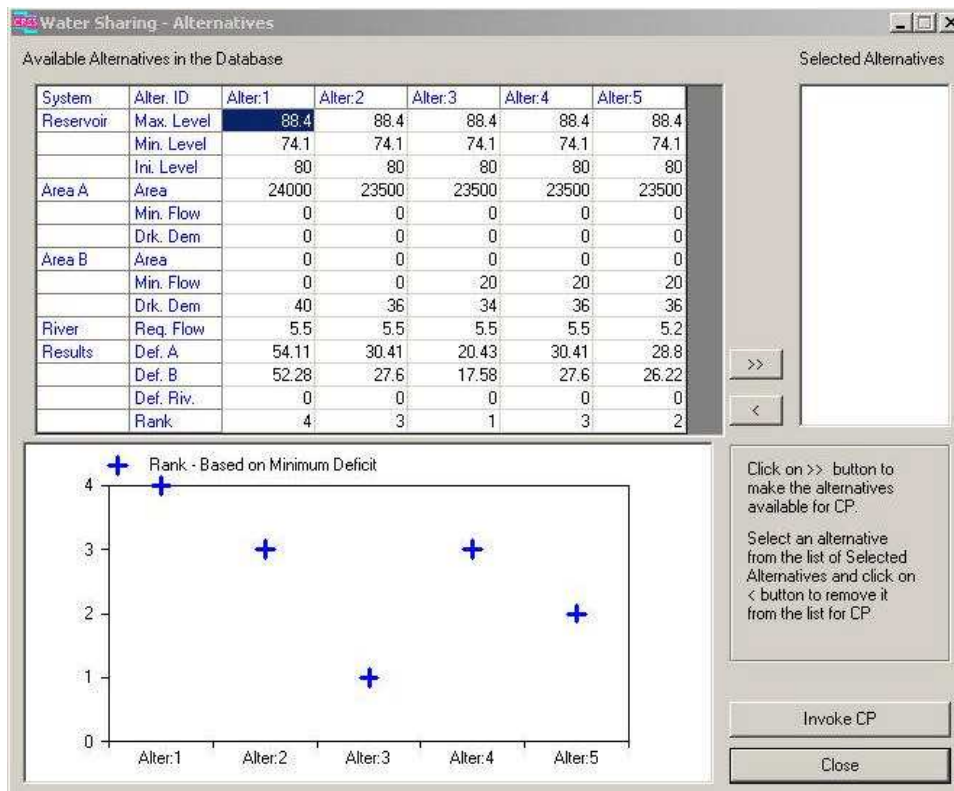 CRSS Water Sharing - Alternatives
Available Alternatives in the Database
Selected Alternatives
System Alter. ID Alter:1 Alter:2 Alter:3 Alter:4 Alter:5
Reservoir Max. Level 88.4 88.4 88.4 88.4 88.4
Min. Level 74.1 74.1 74.1 74.1 74.1
Ini. Level 80 80 80 80 80
Area A Area 24000 23500 23500 23500 23500
Min. Flow 0 0 0 0 0
Drk. Dem 0 0 0 0 0
Area B Area 0 0 0 0 0
Min. Flow 0 0 20 20 20
Drk. Dem 40 36 34 36 36
River Req. Flow 5.5 5.5 5.5 5.5 5.2
Results Def. A 54.11 30.41 20.43 30.41 28.8
Def. B 52.28 27.6 17.58 27.6 26.22
Def. Riv. 0 0 0 0 0
Rank 4 3 1 3 2
>>
<
Rank - Based on Minimum Deficit
4
3
2
1
0
Alter:1 Alter:2 Alter:3 Alter:4 Alter:5
Click on >> button to
make the alternatives
available for CP.
Select an alternative
from the list of Selected
Alternatives and click on
< button to remove it
from the list for CP.
Invoke CP
Close